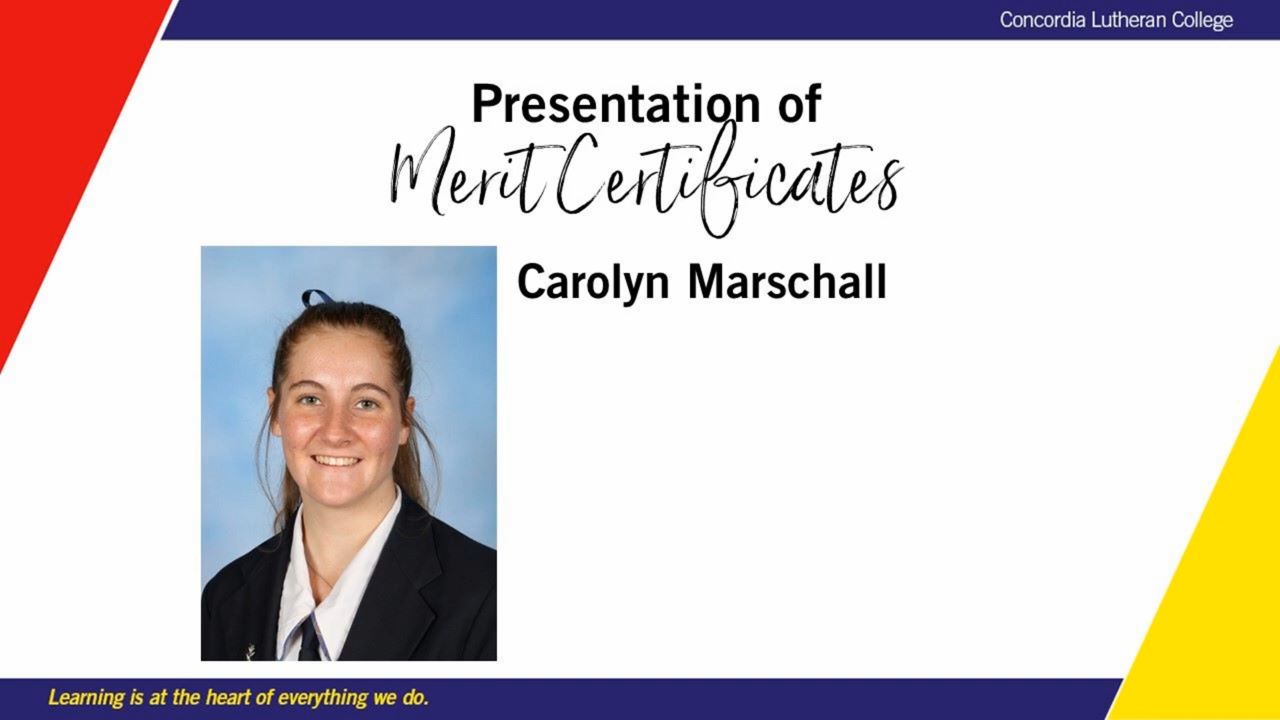 Concordia Lutheran College
Presentation of
Merit Certificates
Carolyn Marschall
Learning is at the heart of everything we do.